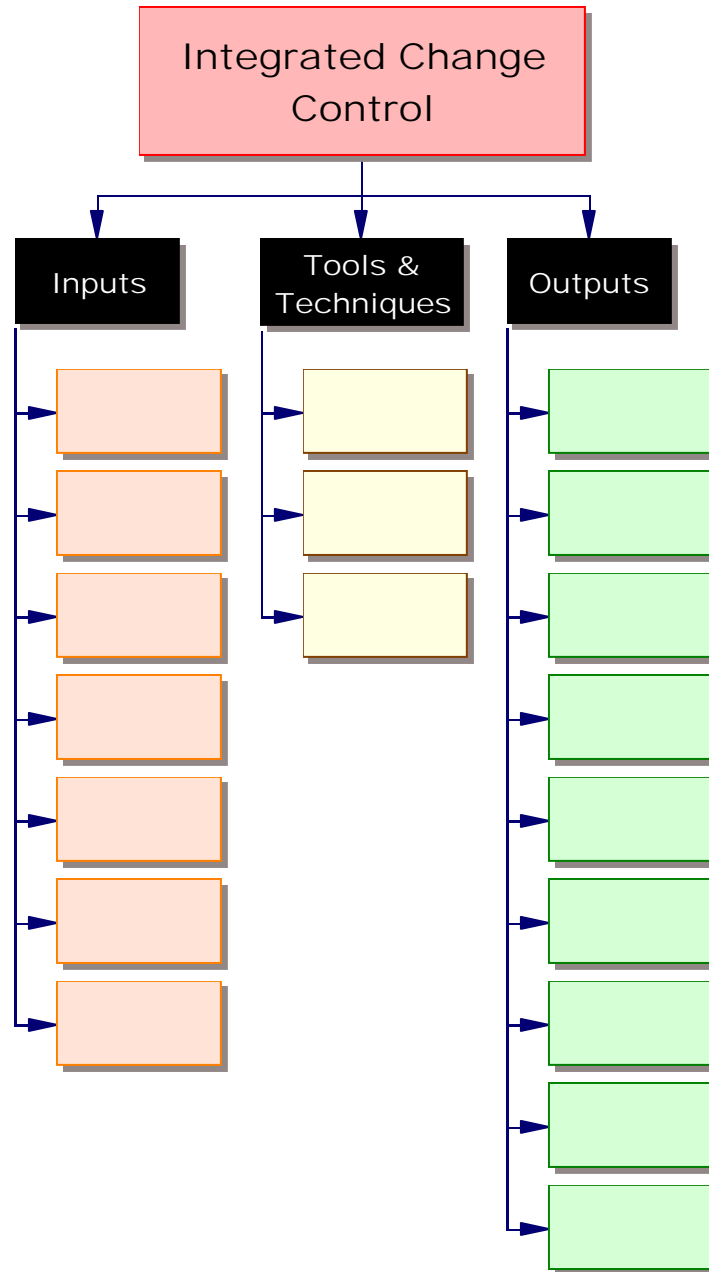 Integrated Change
Control
Inputs
Tools &
Techniques
Outputs